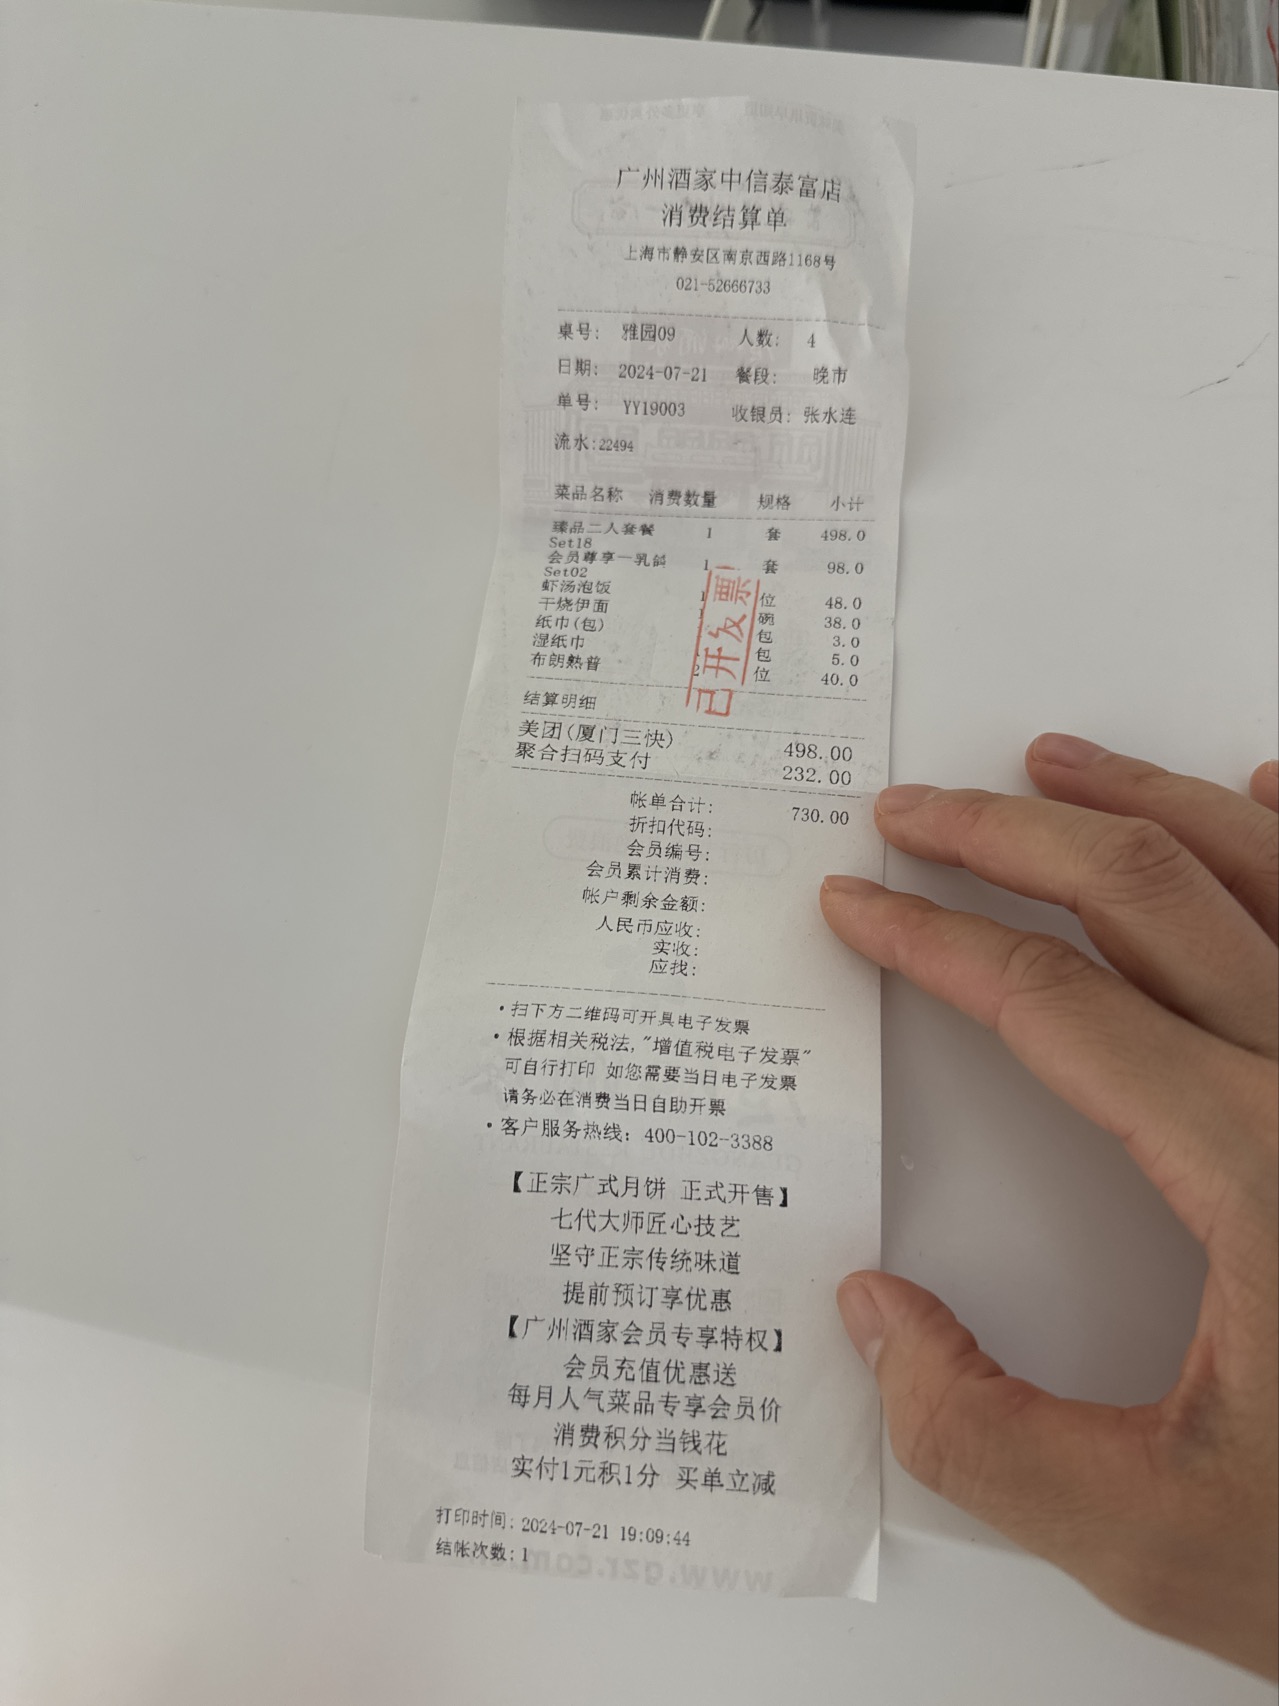 广州酒家中信泰富店
消费结算单
上海市静安区南京西路1168号
021-52666733
桌号: 雅园09 人数: 4
日期: 2024-07-21 餐段: 晚市
单号: YY19003 收银员: 张水连
流水:22494
菜品名称 消费数量 规格 小计
臻品二人套餐 1 套 498.0
Set18
会员尊享一乳鸽 1 套 98.0
Set02
虾汤泡饭 位 48.0
干烧伊面 碗 38.0
纸巾(包) 包 3.0
湿纸巾 包 5.0
布朗熟普 2 位 40.0
已开发票
结算明细
美团(厦门三快) 498.00
聚合扫码支付 232.00
帐单合计: 730.00
折扣代码:
会员编号:
会员累计消费:
帐户剩余金额:
人民币应收:
实收:
应找:
·扫下方二维码可开具电子发票
·根据相关税法,"增值税电子发票"
可自行打印 如您需要当日电子发票
请务必在消费当日自助开票
·客户服务热线: 400-102-3388
【正宗广式月饼 正式开售】
七代大师匠心技艺
坚守正宗传统味道
提前预订享优惠
【广州酒家会员专享特权】
会员充值优惠送
每月人气菜品专享会员价
消费积分当钱花
实付1元积1分 买单立减
打印时间: 2024-07-21 19:09:44
结帐次数: 1